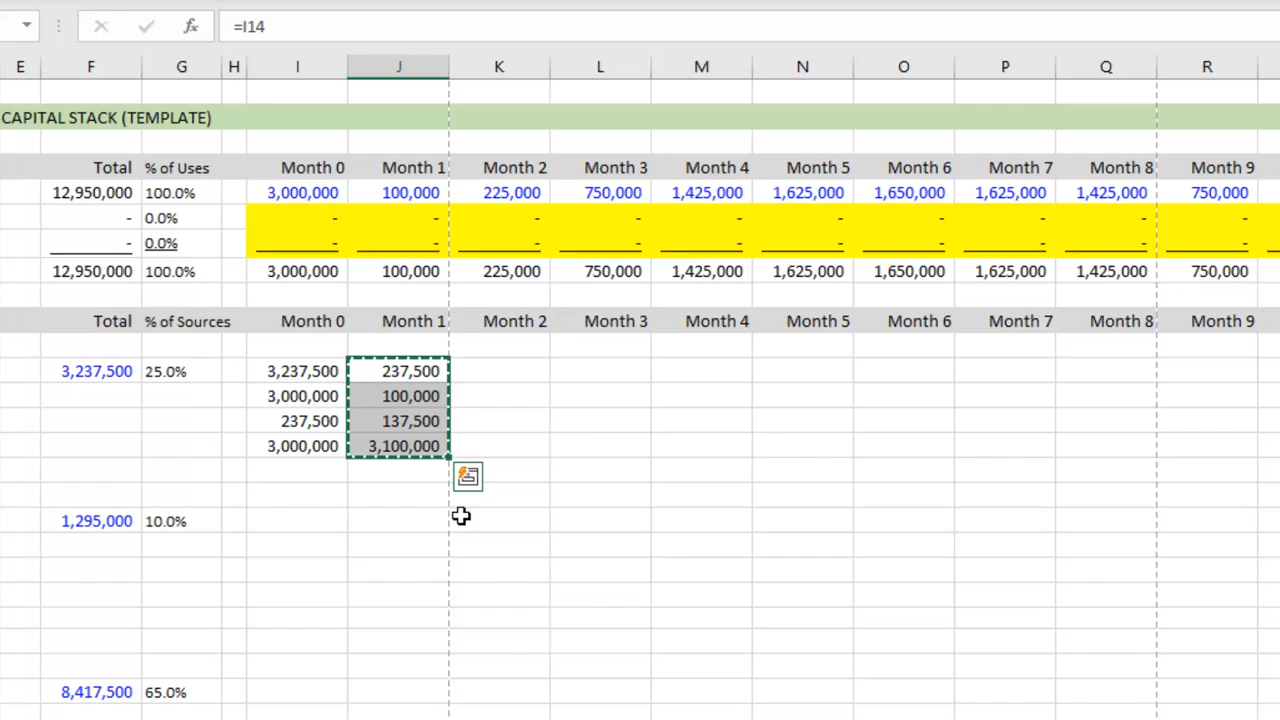 fx =I14
E F G H I J K L M N O P Q R
CAPITAL STACK (TEMPLATE)
Total % of Uses Month 0 Month 1 Month 2 Month 3 Month 4 Month 5 Month 6 Month 7 Month 8 Month 9
12,950,000 100.0% 3,000,000 100,000 225,000 750,000 1,425,000 1,625,000 1,650,000 1,625,000 1,425,000 750,000
- 0.0% - - - - - - - - - -
- 0.0% - - - - - - - - - -
12,950,000 100.0% 3,000,000 100,000 225,000 750,000 1,425,000 1,625,000 1,650,000 1,625,000 1,425,000 750,000
Total % of Sources Month 0 Month 1 Month 2 Month 3 Month 4 Month 5 Month 6 Month 7 Month 8 Month 9
3,237,500 25.0% 3,237,500 237,500
3,000,000 100,000
237,500 137,500
3,000,000 3,100,000
1,295,000 10.0%
8,417,500 65.0%